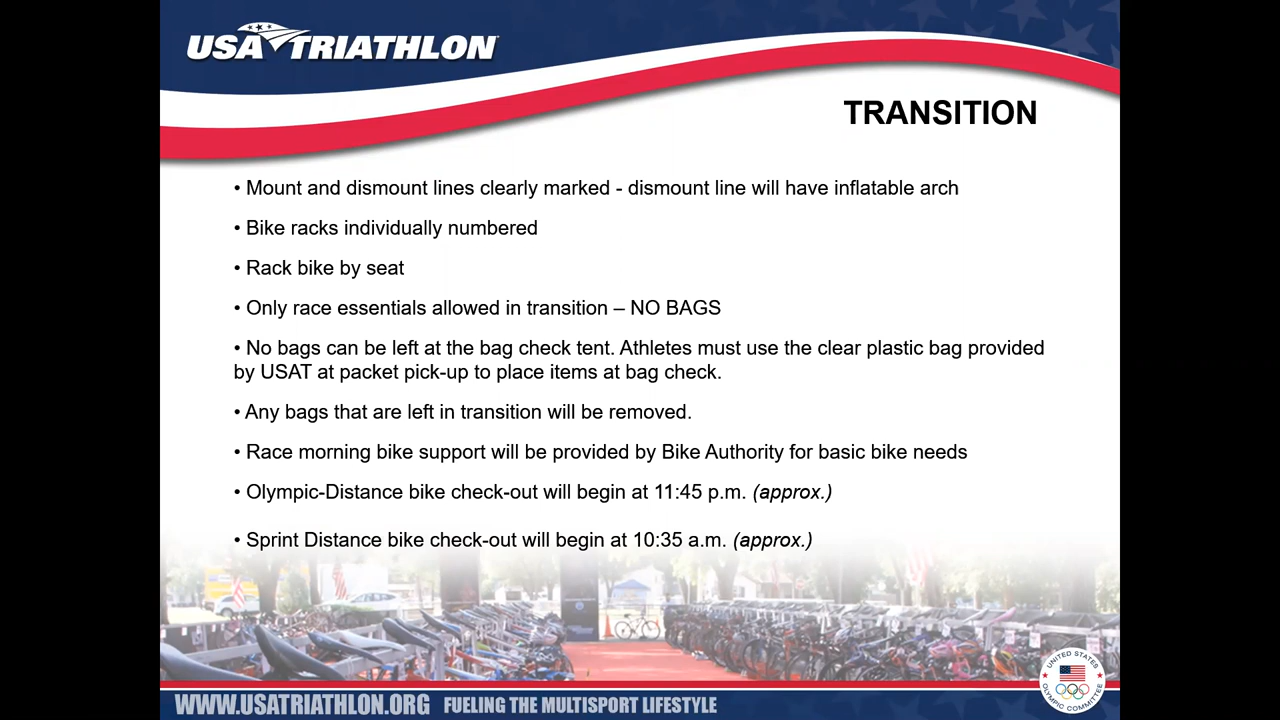 USA TRIATHLON
TRANSITION
• Mount and dismount lines clearly marked - dismount line will have inflatable arch
• Bike racks individually numbered
• Rack bike by seat
• Only race essentials allowed in transition – NO BAGS
• No bags can be left at the bag check tent. Athletes must use the clear plastic bag provided
by USAT at packet pick-up to place items at bag check.
• Any bags that are left in transition will be removed.
• Race morning bike support will be provided by Bike Authority for basic bike needs
• Olympic-Distance bike check-out will begin at 11:45 p.m. (approx.)
• Sprint Distance bike check-out will begin at 10:35 a.m. (approx.)
UNITED STATES
OLYMPIC COMMITTEE
WWW.USATRIATHLON.ORG FUELING THE MULTISPORT LIFESTYLE